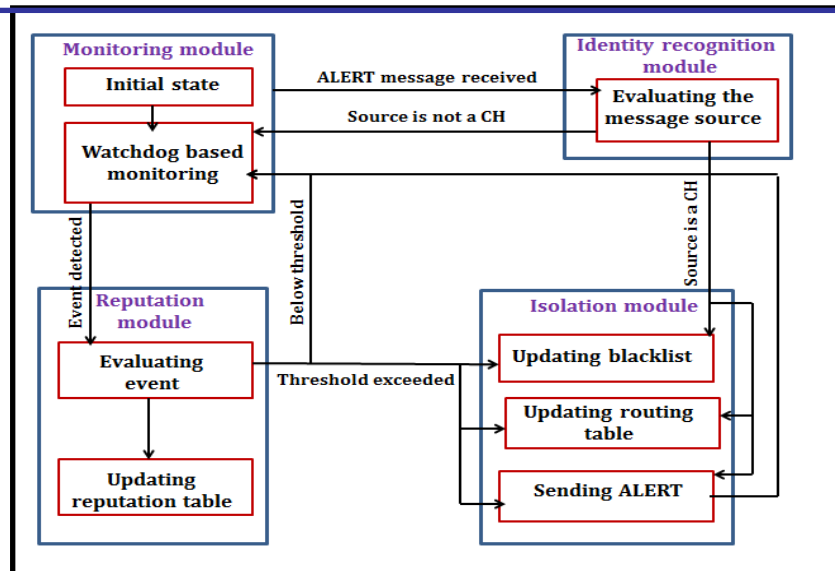 Monitoring module
Initial state
Watchdog based
monitoring
ALERT message received
Source is not a CH
Identity recognition
module
Evaluating the
message source
Event detected
Below threshold
Source is a CH
Reputation
module
Evaluating
event
Threshold exceeded
Updating
reputation table
Isolation module
Updating blacklist
Updating routing
table
Sending ALERT